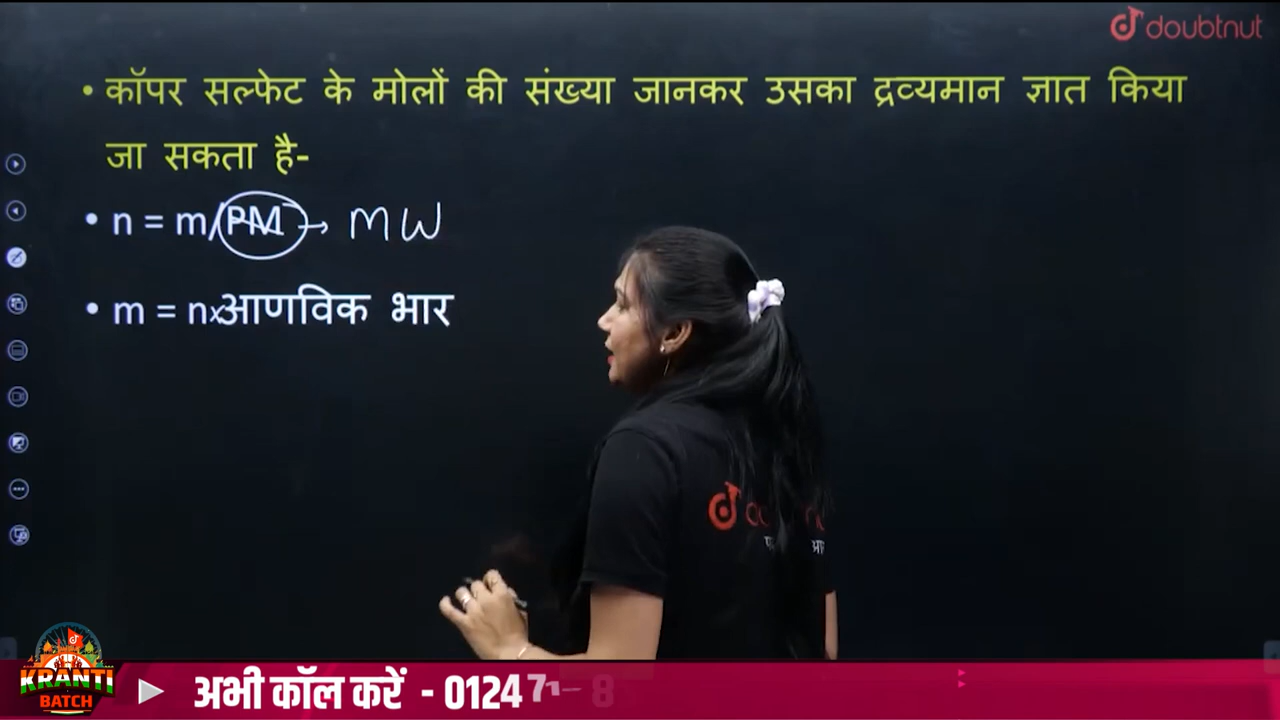 doubtnut
• कॉपर सल्फेट के मोलों की संख्या जानकर उसका द्रव्यमान ज्ञात किया
जा सकता है-
• n = m/PM → MW
• m = n×आणविक भार
KRANTI
BATCH
अभी कॉल करें - 0124